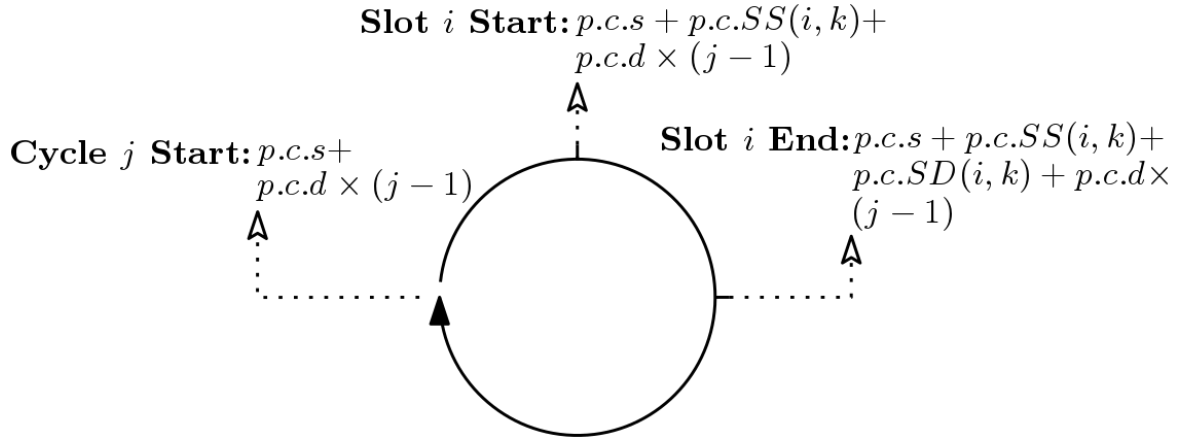 Slot i Start: p.c.s + p.c.SS(i, k)+
p.c.d × (j − 1)
Cycle j Start: p.c.s+
p.c.d × (j − 1)
Slot i End: p.c.s + p.c.SS(i, k)+
p.c.SD(i, k) + p.c.d×
(j − 1)